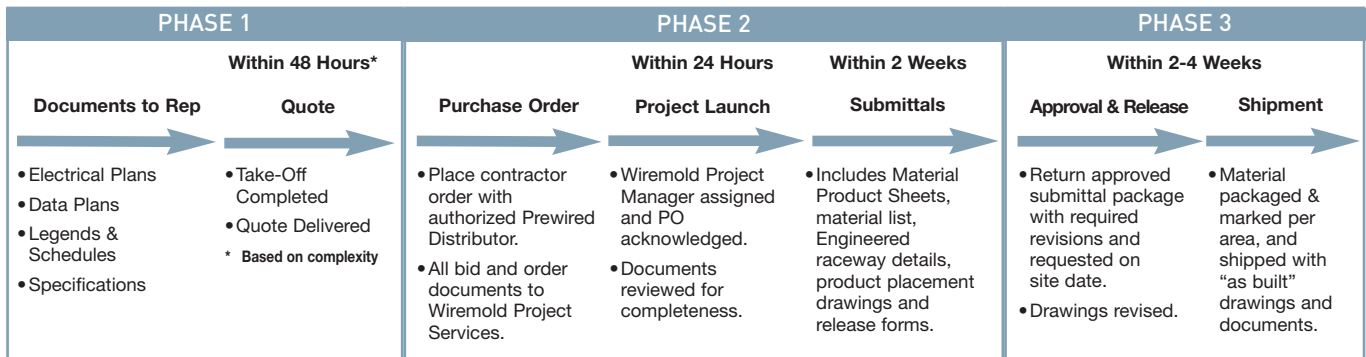 PHASE 1
Within 48 Hours*
Documents to Rep
Quote
• Electrical Plans
• Data Plans
• Legends &
Schedules
• Specifications
• Take-Off
Completed
• Quote Delivered
* Based on complexity
PHASE 2
Within 24 Hours
Within 2 Weeks
Purchase Order
Project Launch
Submittals
• Place contractor
order with
authorized Prewired
Distributor.
• All bid and order
documents to
Wiremold Project
Services.
• Wiremold Project
Manager assigned
and PO
acknowledged.
• Documents
reviewed for
completeness.
• Includes Material
Product Sheets,
material list,
Engineered
raceway details,
product placement
drawings and
release forms.
PHASE 3
Within 2-4 Weeks
Approval & Release
Shipment
• Return approved
submittal package
with required
revisions and
requested on
site date.
• Drawings revised.
• Material
packaged &
marked per
area, and
shipped with
“as built”
drawings and
documents.